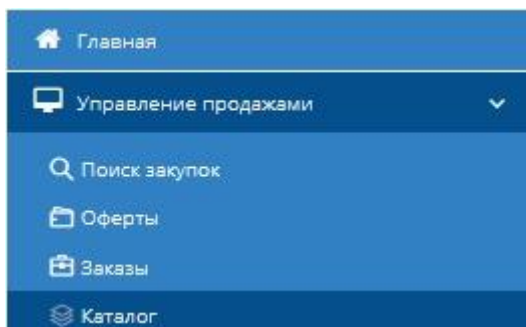 Главная
Управление продажами
Поиск закупок
Оферты
Заказы
Каталог